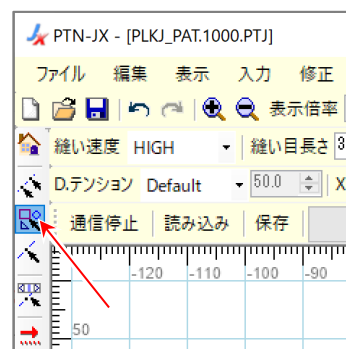 PTN-JX - [PLKJ_PAT.1000.PTJ]
ファイル 編集 表示 入力 修正
表示倍率
縫い速度 HIGH 縫い目長さ 3
D.テンション Default 50.0 X
通信停止 読み込み 保存
-120 -110 -100 -90
50